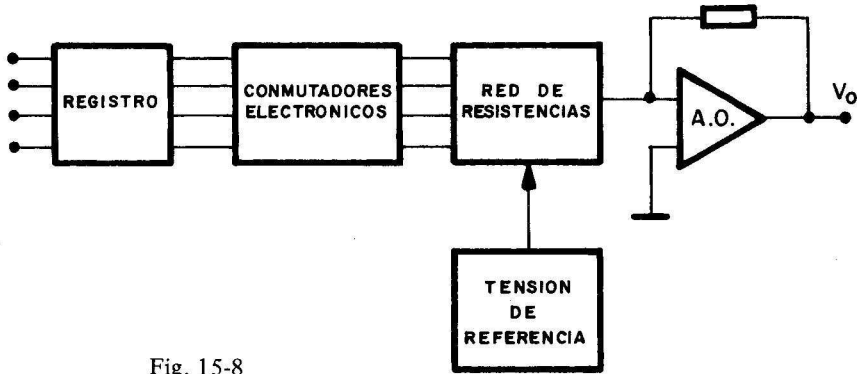 REGISTRO
CONMUTADORES
ELECTRONICOS
RED DE
RESISTENCIAS
A.O.
Vo
TENSION
DE
REFERENCIA
Fig. 15-8